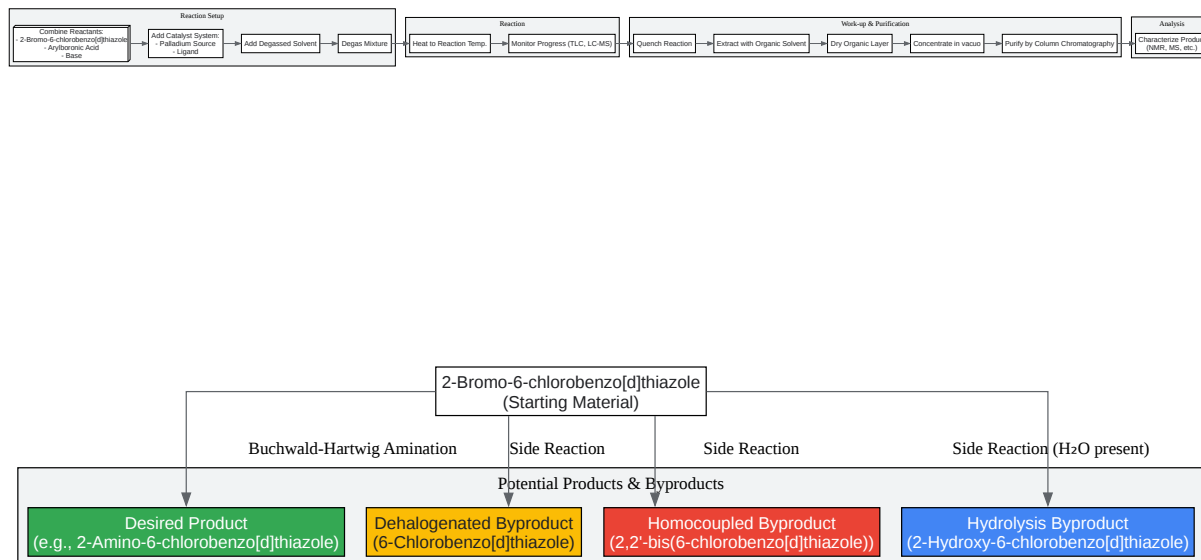 Reaction Setup
Combine Reactants:
- 2-Bromo-6-chlorobenzo[d]thiazole
- Arylboronic Acid
- Base
Add Catalyst System:
- Palladium Source
- Ligand
Add Degassed Solvent
Degas Mixture
Reaction
Heat to Reaction Temp.
Monitor Progress (TLC, LC-MS)
Work-up & Purification
Quench Reaction
Extract with Organic Solvent
Dry Organic Layer
Concentrate in vacuo
Purify by Column Chromatography
Analysis
Characterize Product
(NMR, MS, etc.)
2-Bromo-6-chlorobenzo[d]thiazole
(Starting Material)
Buchwald-Hartwig Amination
Side Reaction
Side Reaction
Side Reaction (H₂O present)
Potential Products & Byproducts
Desired Product
(e.g., 2-Amino-6-chlorobenzo[d]thiazole)
Dehalogenated Byproduct
(6-Chlorobenzo[d]thiazole)
Homocoupled Byproduct
(2,2'-bis(6-chlorobenzo[d]thiazole))
Hydrolysis Byproduct
(2-Hydroxy-6-chlorobenzo[d]thiazole)